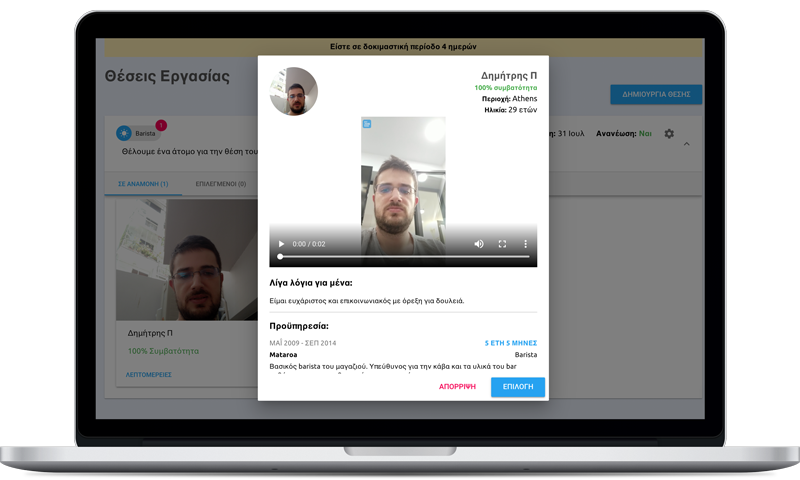 Είστε σε δοκιμαστική περίοδο 4 ημερών
Θέσεις Εργασίας
ΔΗΜΙΟΥΡΓΙΑ ΘΕΣΗΣ
Barista
1
31 Ιουλ
Ανανέωση: Ναι
Θέλουμε ένα άτομο για την θέση του
ΣΕ ΑΝΑΜΟΝΗ (1)
ΕΠΙΛΕΓΜΕΝΟΙ (0)
Δημήτρης Π
100% Συμβατότητα
ΛΕΠΤΟΜΕΡΕΙΕΣ
Δημήτρης Π
100% συμβατότητα
Περιοχή: Athens
Ηλικία: 29 ετών
0:00 / 0:02
Λίγα λόγια για μένα:
Είμαι ευχάριστος και επικοινωνιακός με όρεξη για δουλειά.
Προϋπηρεσία:
ΜΑΪ 2009 - ΣΕΠ 2014
5 ΕΤΗ 5 ΜΗΝΕΣ
Mataroa
Barista
Βασικός barista του μαγαζιού. Υπεύθυνος για την κάβα και τα υλικά του bar
ΑΠΟΡΡΙΨΗ
ΕΠΙΛΟΓΗ